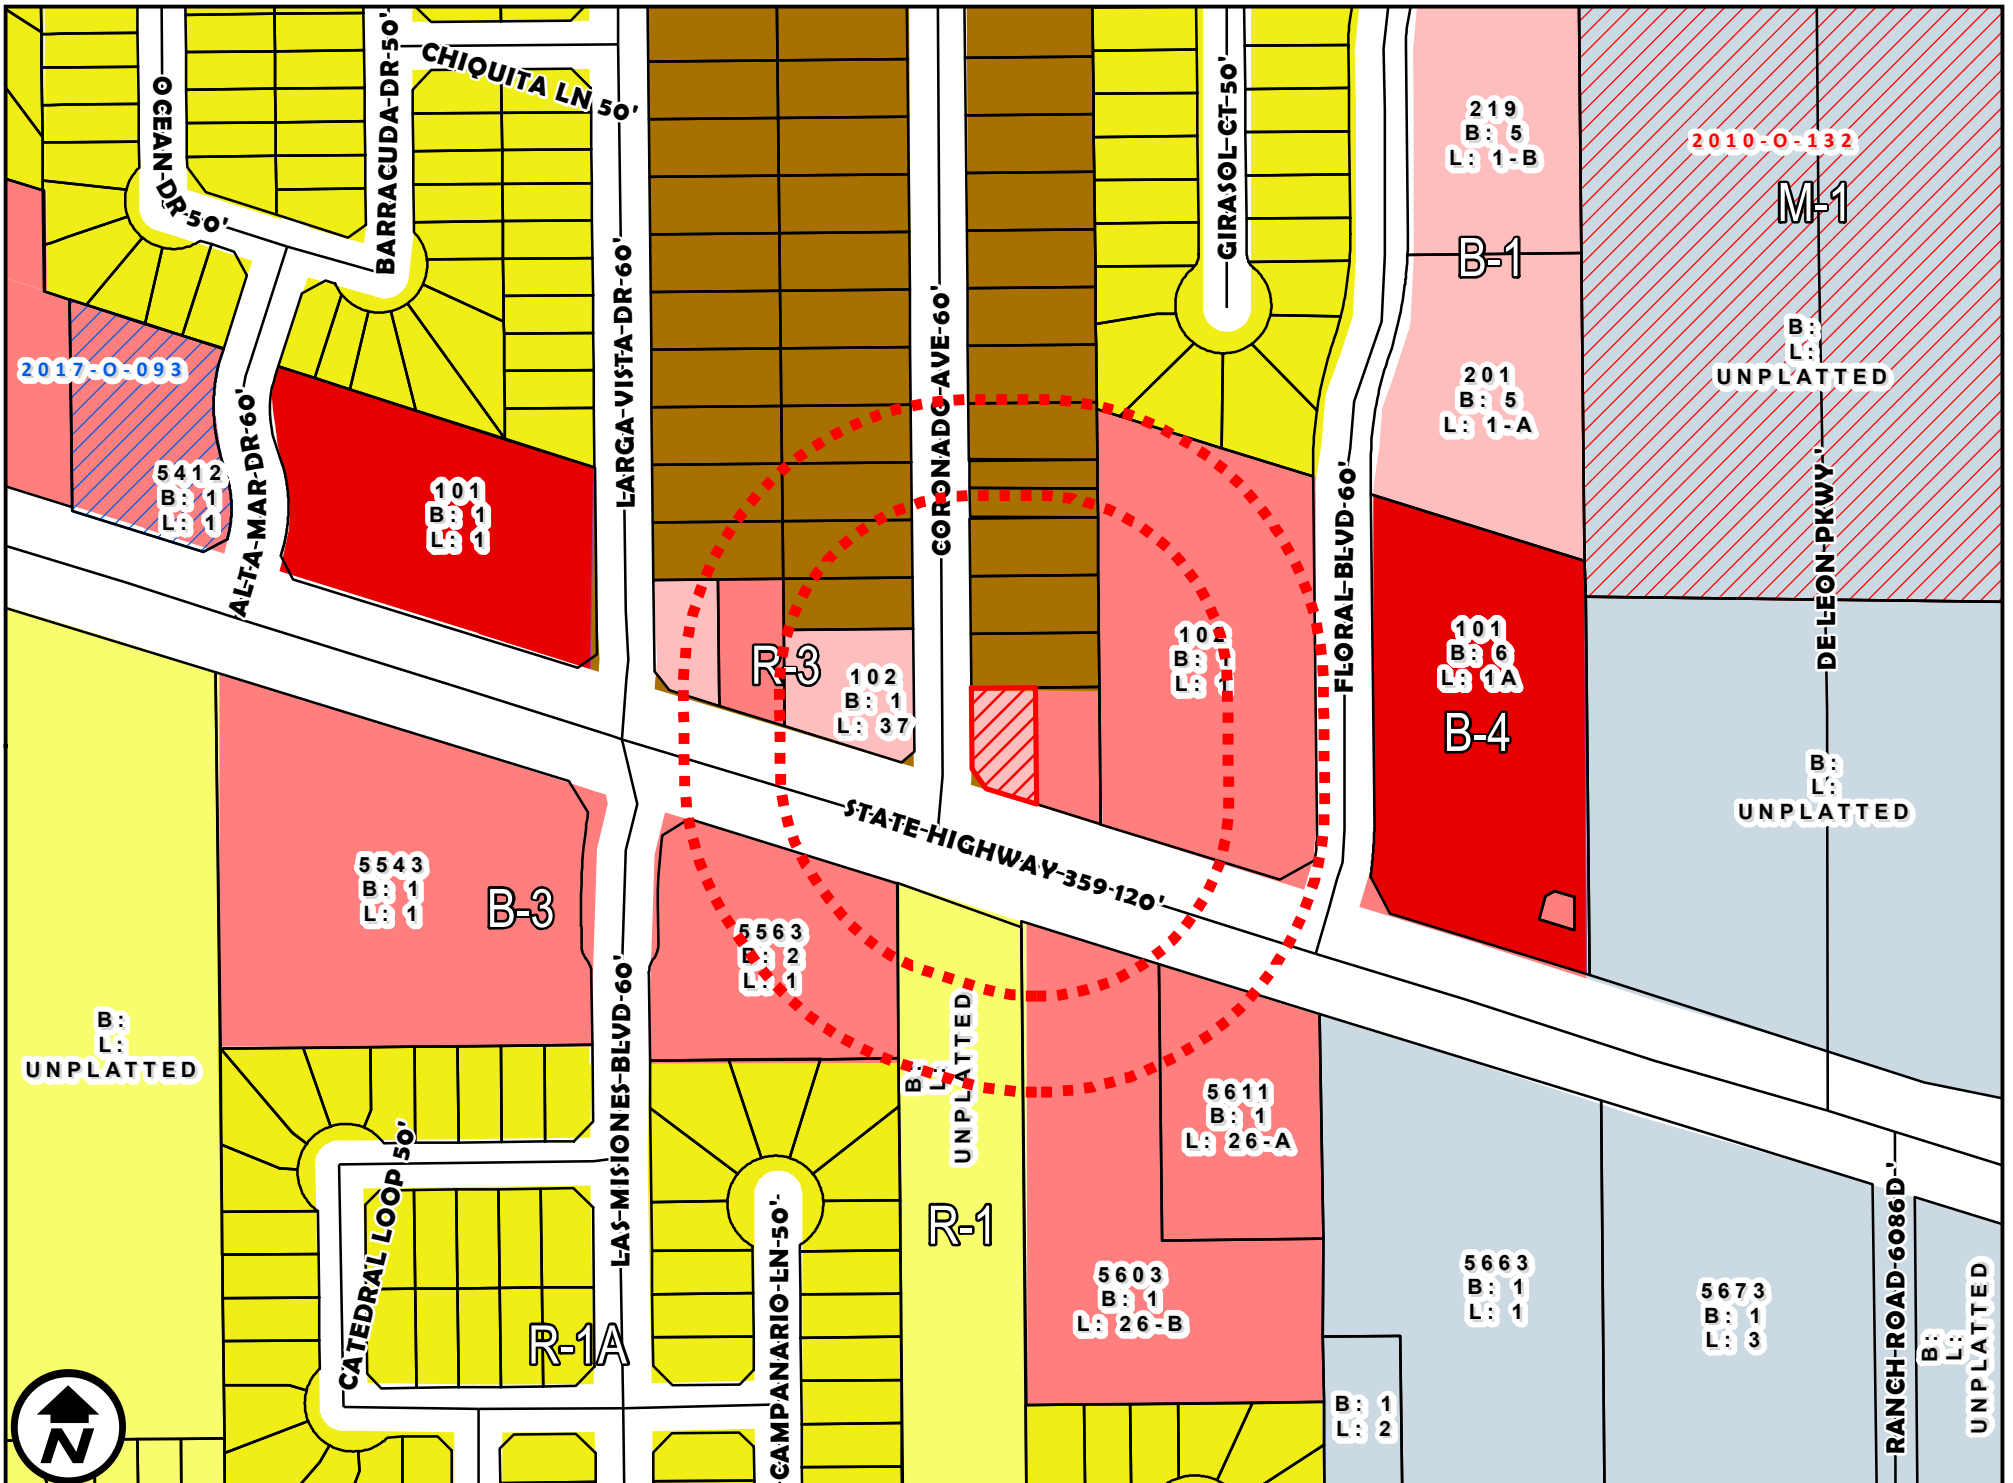 OCEAN-DR-50'
BARRACUDA-DR-50'
CHIQUITA LN 50'
LARGA-VISTA-DR-60'
CORONADO-AVE-60'
GIRASOL-CT-50'
219
B: 5
L: 1-B
2010-O-132
M-1
B-1
B:
L:
UNPLATTED
2017-O-093
201
B: 5
L: 1-A
ALTA-MAR-DR-60'
5412
B: 1
L: 1
101
B: 1
L: 1
FLORAL-BLVD-60'
DE-LEON-PKWY-'
R-3
102
B: 1
L: 37
102
B: 1
L: 1
101
B: 6
L: 1A
B-4
B:
L:
UNPLATTED
STATE-HIGHWAY-359-120'
5543
B: 1
L: 1
B-3
5563
B: 2
L: 1
LAS-MISIONES-BLVD-60'
B:
L:
UNPLATTED
B:
L:
UNPLATTED
5611
B: 1
L: 26-A
CATEDRAL LOOP 50'
CAMPANARIO-LN-50'-
R-1
R-1A
5603
B: 1
L: 26-B
5663
B: 1
L: 1
5673
B: 1
L: 3
RANCH-ROAD-6086D-'
B:
L:
UNPLATTED
B: 1
L: 2
N